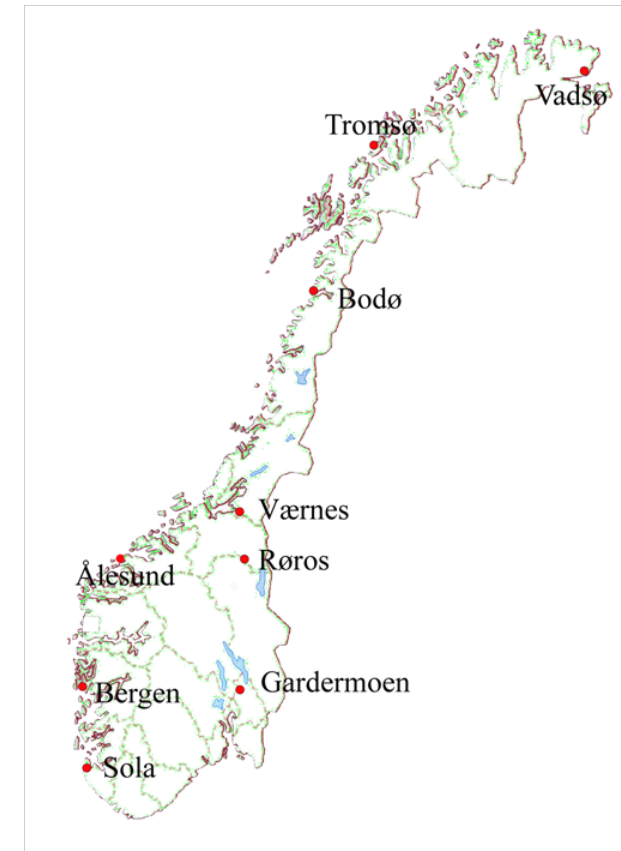 Vadsø
Tromsø
Bodø
Værnes
Røros
Ålesund
Gardermoen
Bergen
Sola